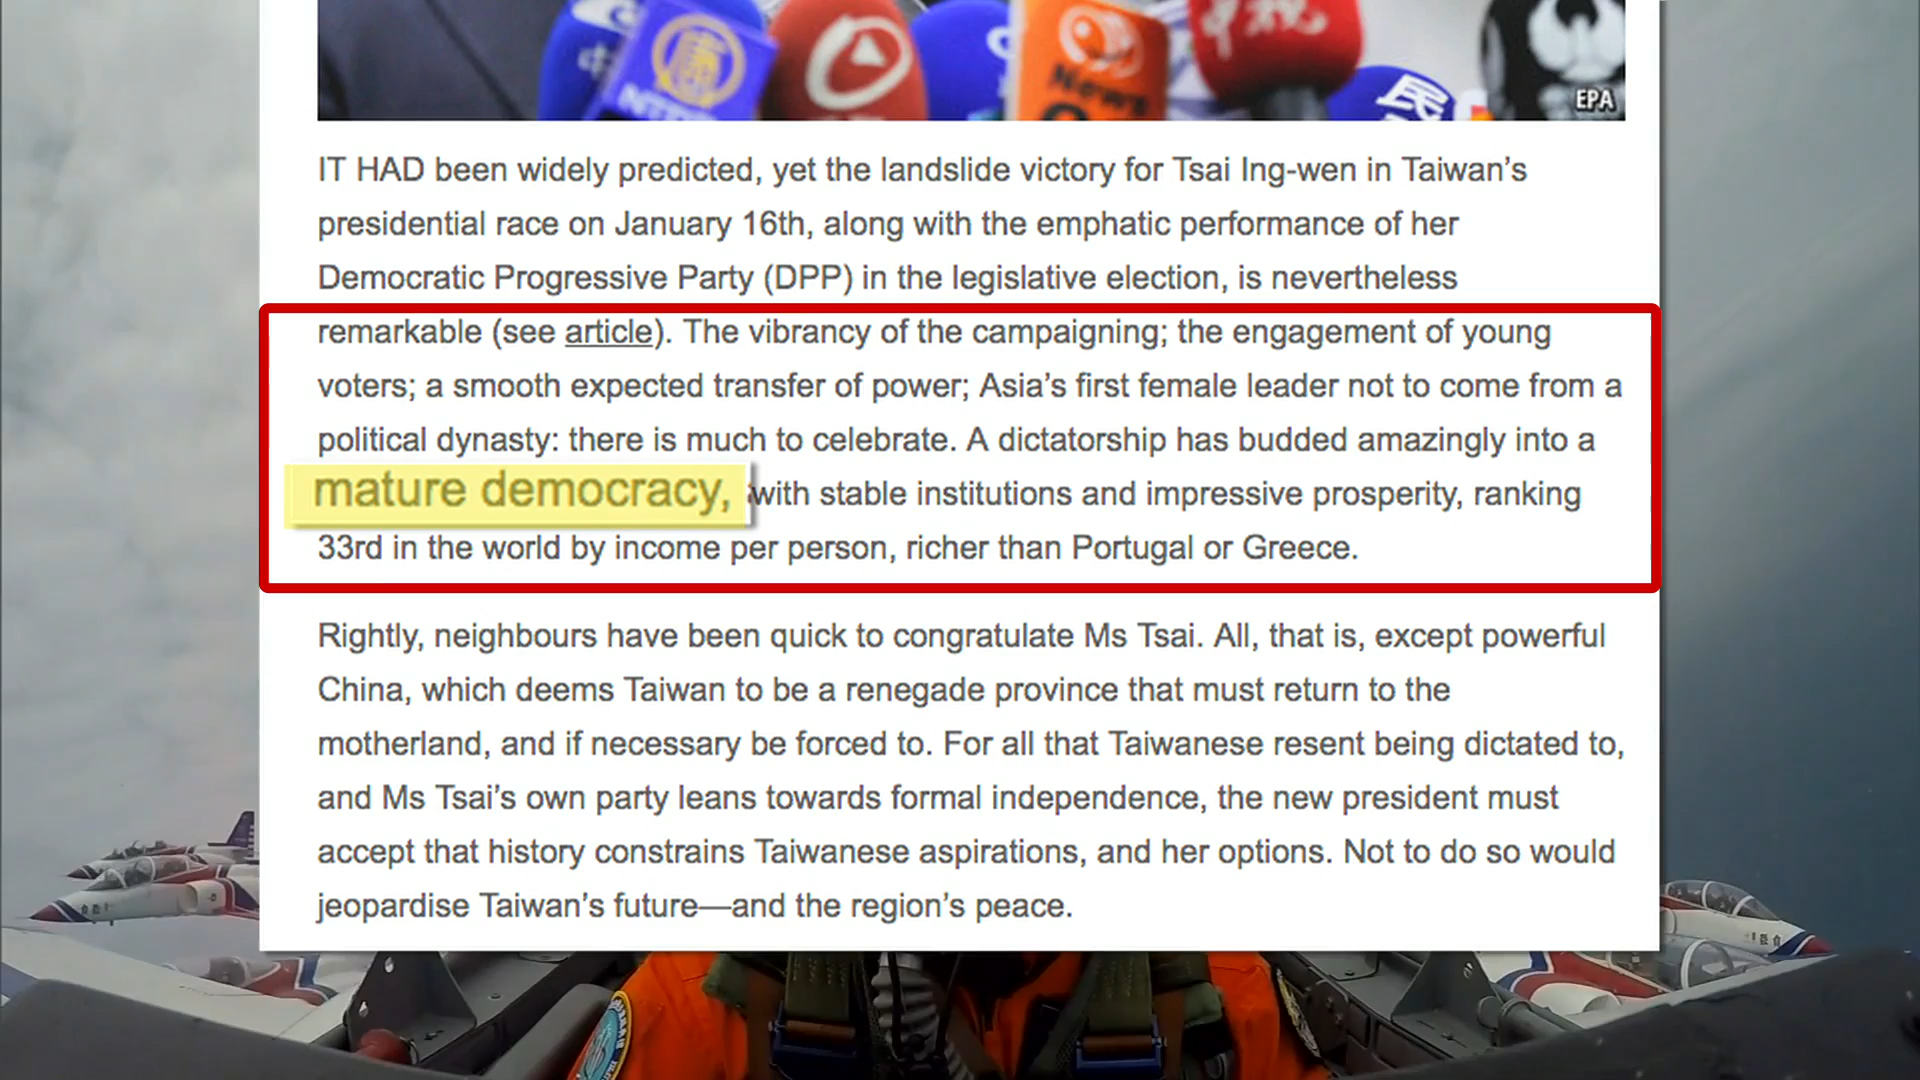 News
民
EPA
IT HAD been widely predicted, yet the landslide victory for Tsai Ing-wen in Taiwan’s
presidential race on January 16th, along with the emphatic performance of her
Democratic Progressive Party (DPP) in the legislative election, is nevertheless
remarkable (see article). The vibrancy of the campaigning; the engagement of young
voters; a smooth expected transfer of power; Asia’s first female leader not to come from a
political dynasty: there is much to celebrate. A dictatorship has budded amazingly into a
mature democracy, with stable institutions and impressive prosperity, ranking
33rd in the world by income per person, richer than Portugal or Greece.
Rightly, neighbours have been quick to congratulate Ms Tsai. All, that is, except powerful
China, which deems Taiwan to be a renegade province that must return to the
motherland, and if necessary be forced to. For all that Taiwanese resent being dictated to,
and Ms Tsai’s own party leans towards formal independence, the new president must
accept that history constrains Taiwanese aspirations, and her options. Not to do so would
jeopardise Taiwan’s future—and the region’s peace.